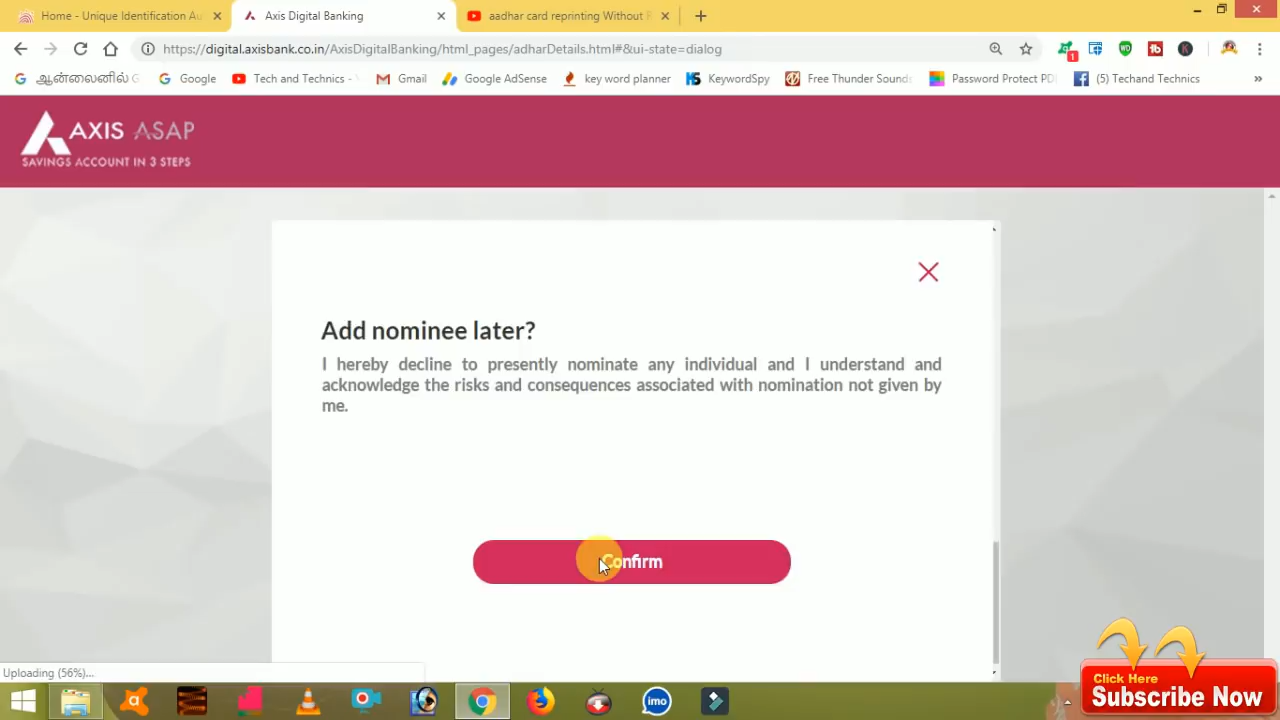 Home - Unique Identification Au
Axis Digital Banking
aadhar card reprinting Without R
https://digital.axisbank.co.in/AxisDigitalBanking/html_pages/adharDetails.html#&ui-state=dialog
1
ஆன்லைனில்
Google
Tech and Technics -
Gmail
Google AdSense
key word planner
KeywordSpy
Free Thunder Sounds
Password Protect PD
(5) Techand Technics
»
AXIS ASAP
SAVINGS ACCOUNT IN 3 STEPS
Add nominee later?
I hereby decline to presently nominate any individual and I understand and
acknowledge the risks and consequences associated with nomination not given by
me.
Confirm
Uploading (56%)...
imo
Click Here
Subscribe Now